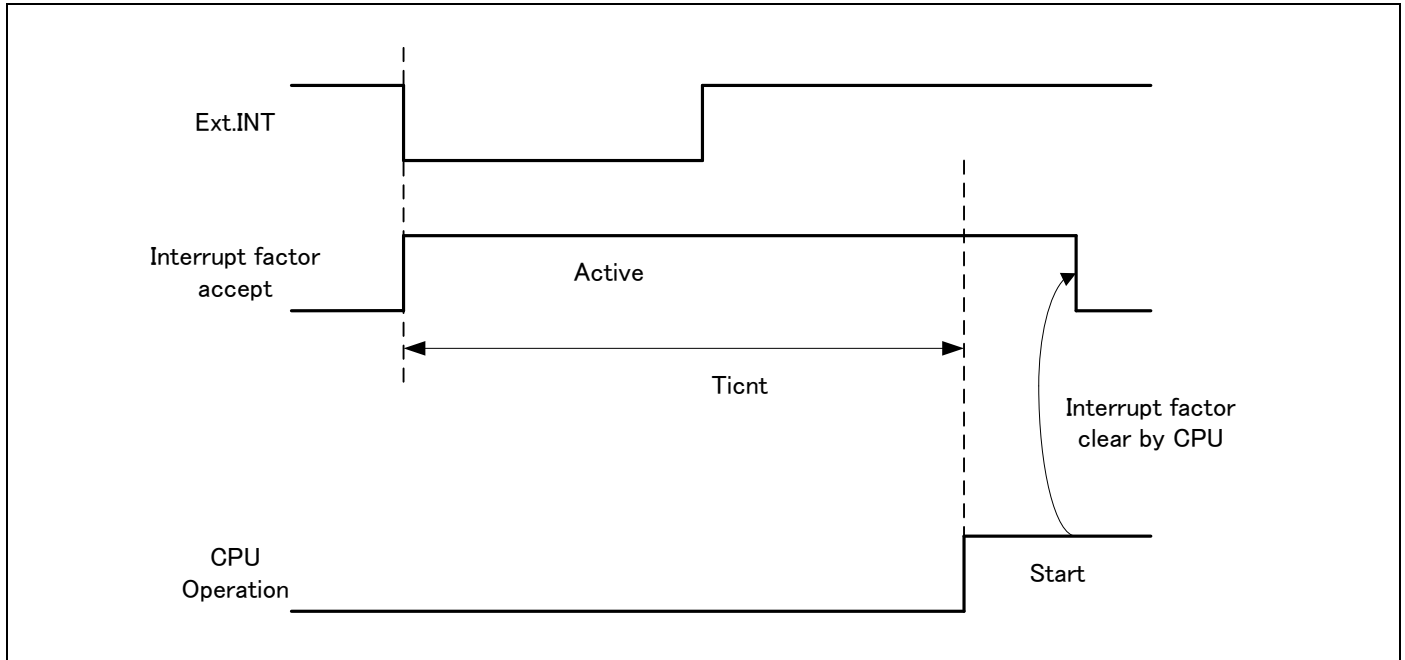 Ext.INT
Interrupt factor
accept
Active
Ticnt
Interrupt factor
clear by CPU
CPU
Operation
Start